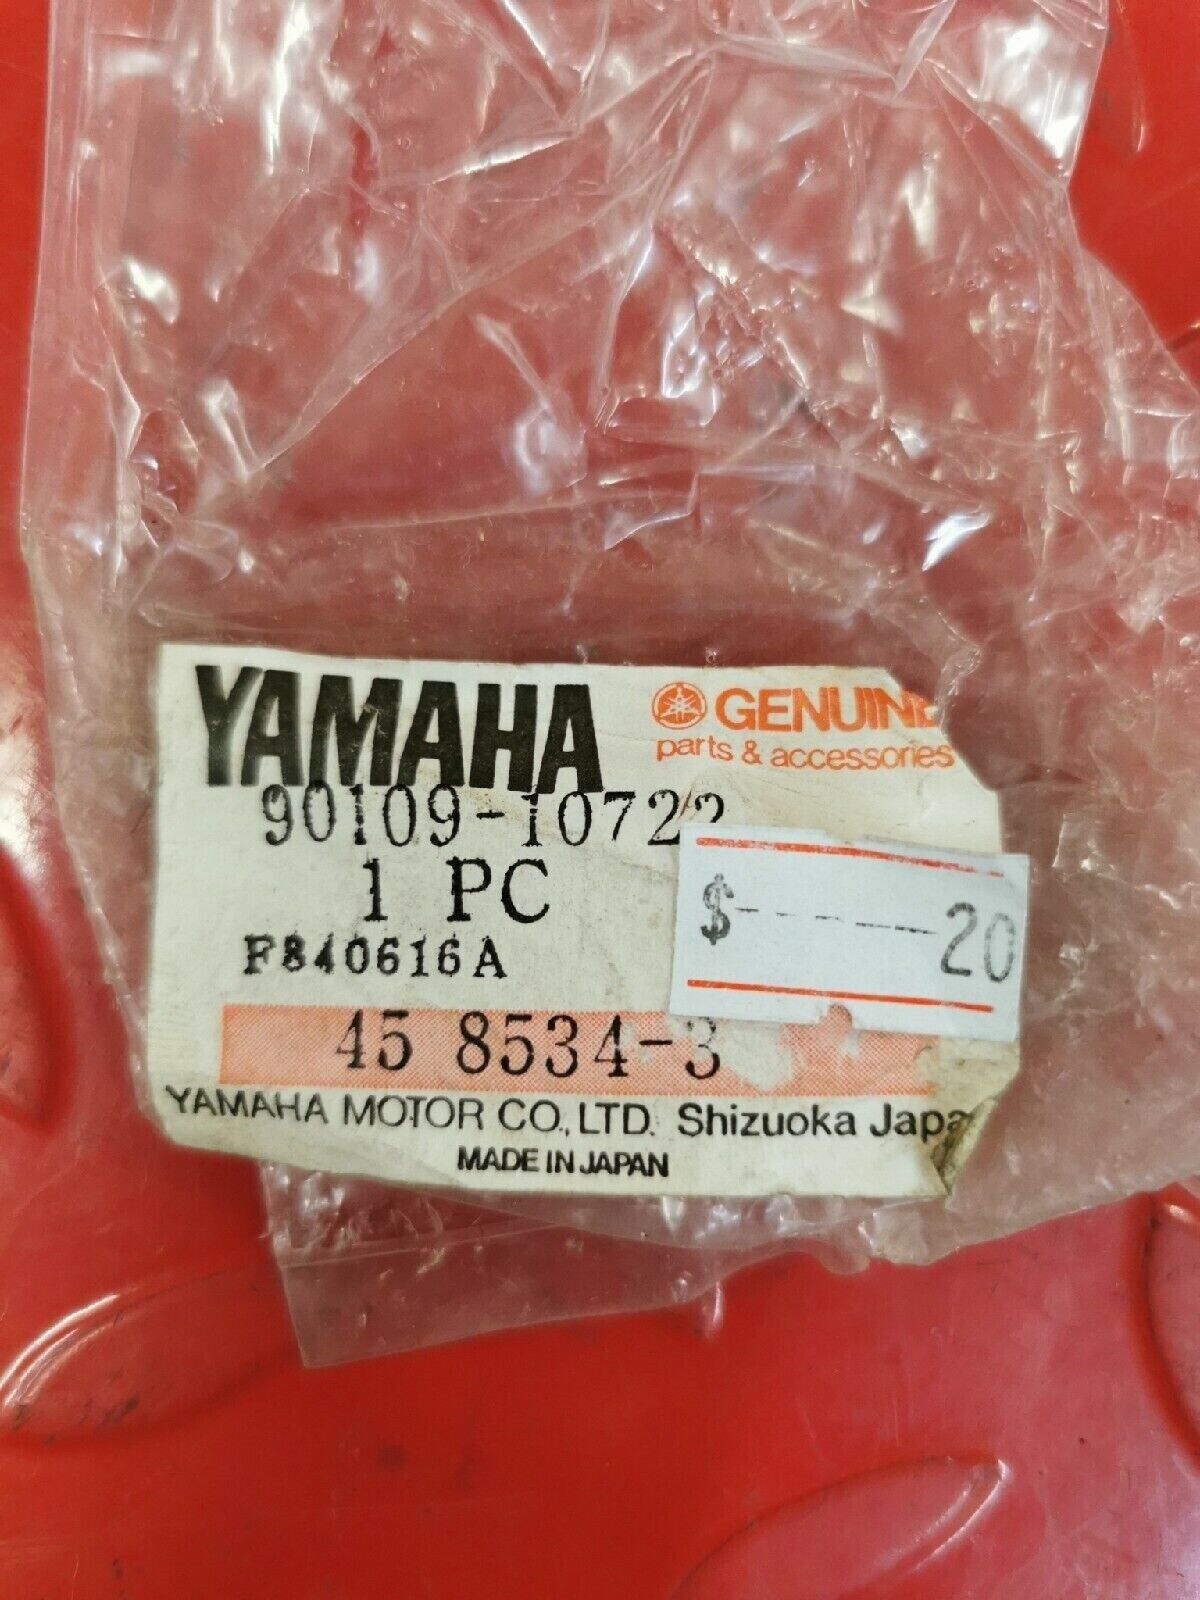 YAMAHA
GENUINE
parts & accessories
90109-10722
1 PC
$-----20
F840616A
45 8534-3
YAMAHA MOTOR CO., LTD. Shizuoka Japa
MADE IN JAPAN